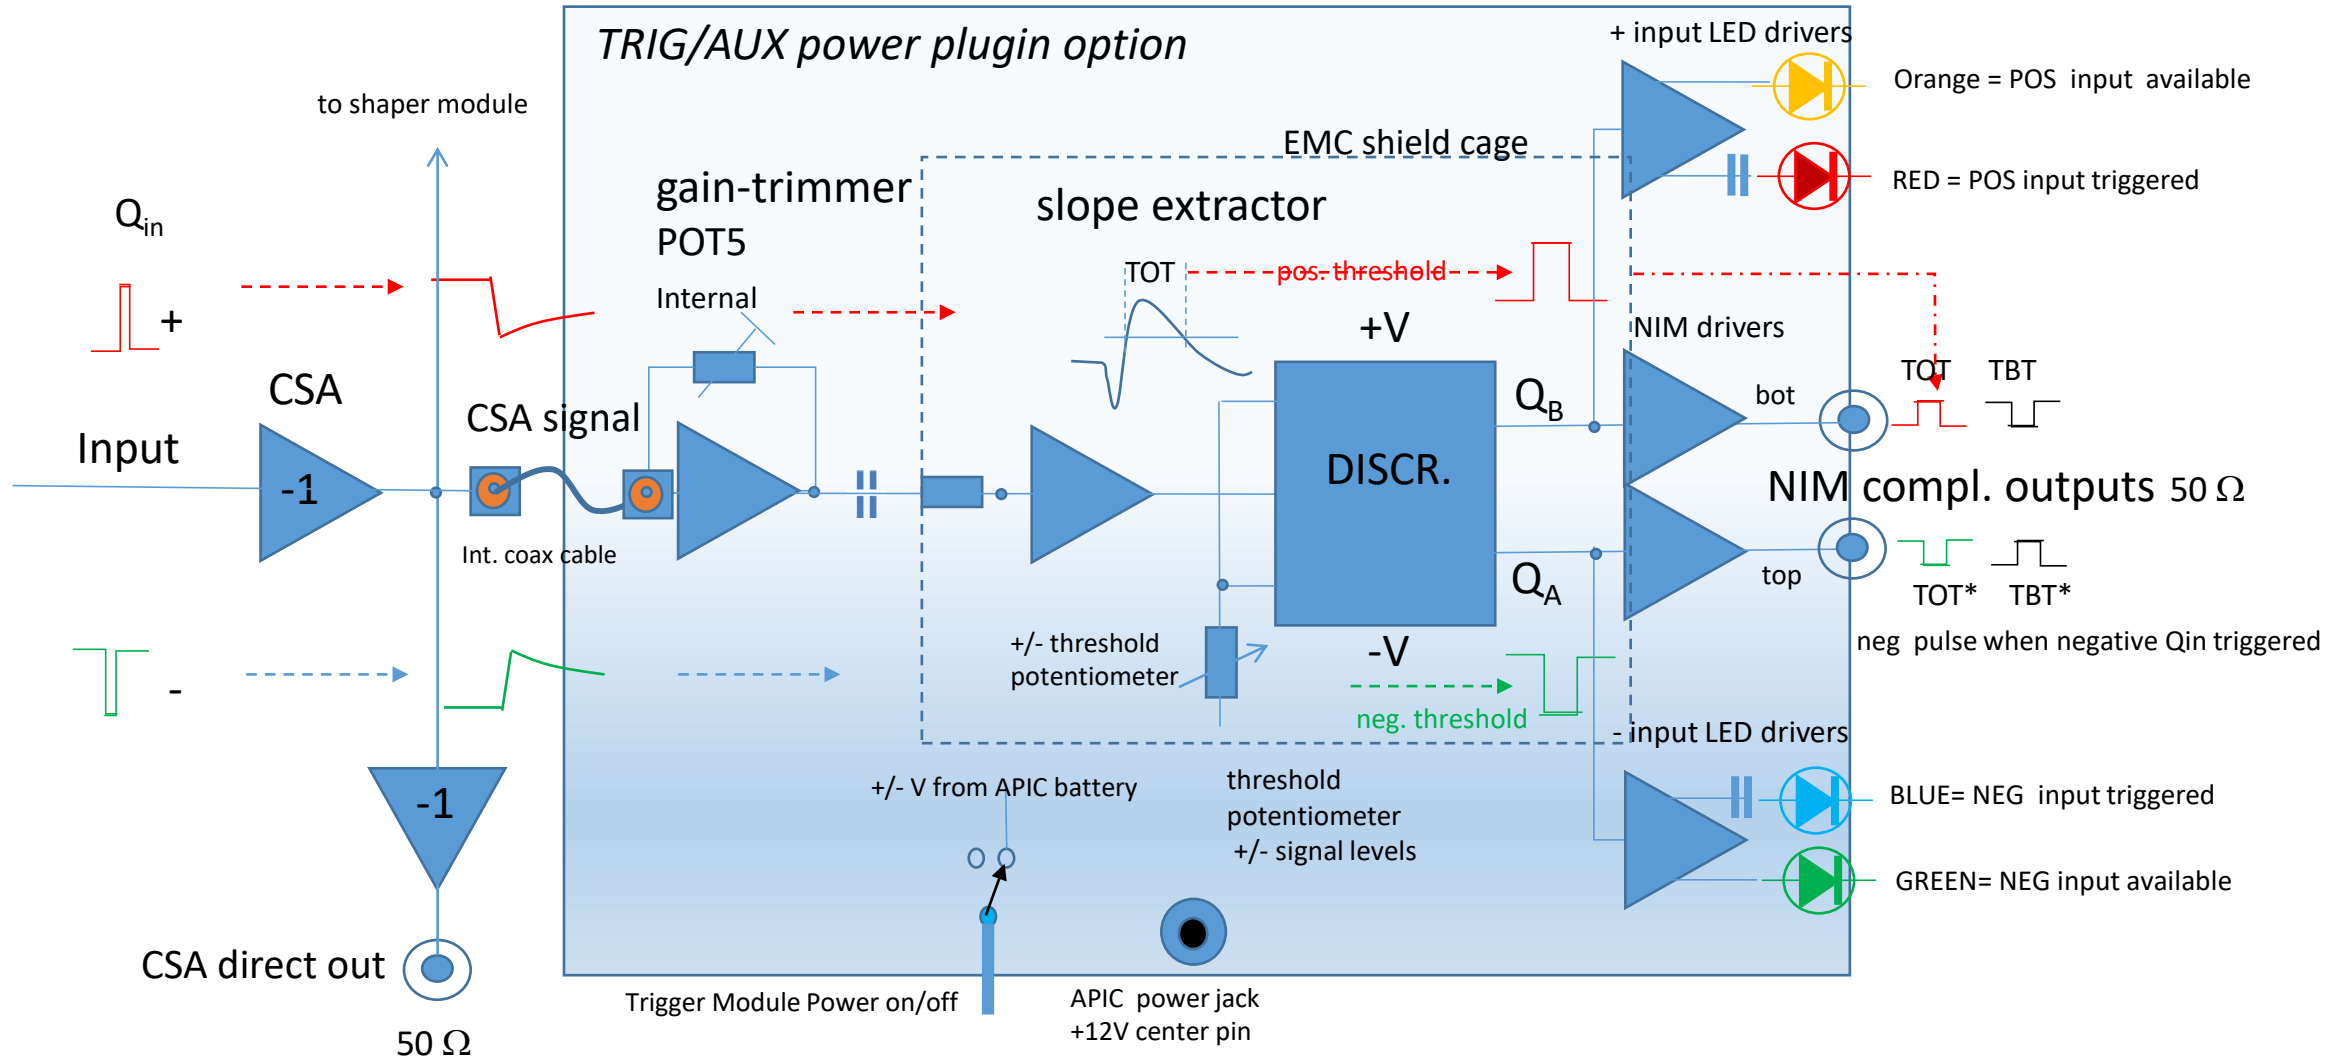 TRIG/AUX power plugin option
+ input LED drivers
Orange = POS input available
to shaper module
EMC shield cage
RED = POS input triggered
gain-trimmer
POT5
slope extractor
Qin
Internal
TOT
pos. threshold
+
+V
NIM drivers
CSA
TOT
TBT
bot
QB
CSA signal
Input
-1
DISCR.
NIM compl. outputs 50 Ω
Int. coax cable
QA
top
TOT*
TBT*
+/- threshold
potentiometer
-V
neg pulse when negative Qin triggered
-
neg. threshold
- input LED drivers
+/- V from APIC battery
threshold
potentiometer
+/- signal levels
-1
BLUE= NEG input triggered
GREEN= NEG input available
CSA direct out
Trigger Module Power on/off
APIC power jack
+12V center pin
50 Ω